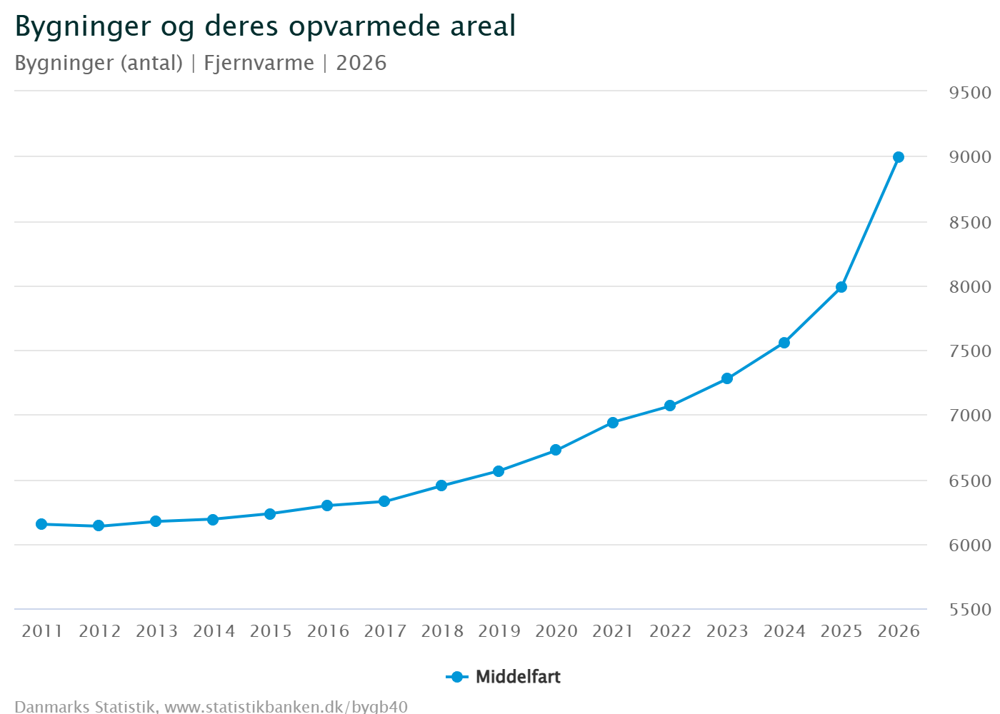 Bygninger og deres opvarmede areal
Bygninger (antal) | Fjernvarme | 2026
9500
9000
8500
8000
7500
7000
6500
6000
5500
2011 2012 2013 2014 2015 2016 2017 2018 2019 2020 2021 2022 2023 2024 2025 2026
Middelfart
Danmarks Statistik, www.statistikbanken.dk/bygb40